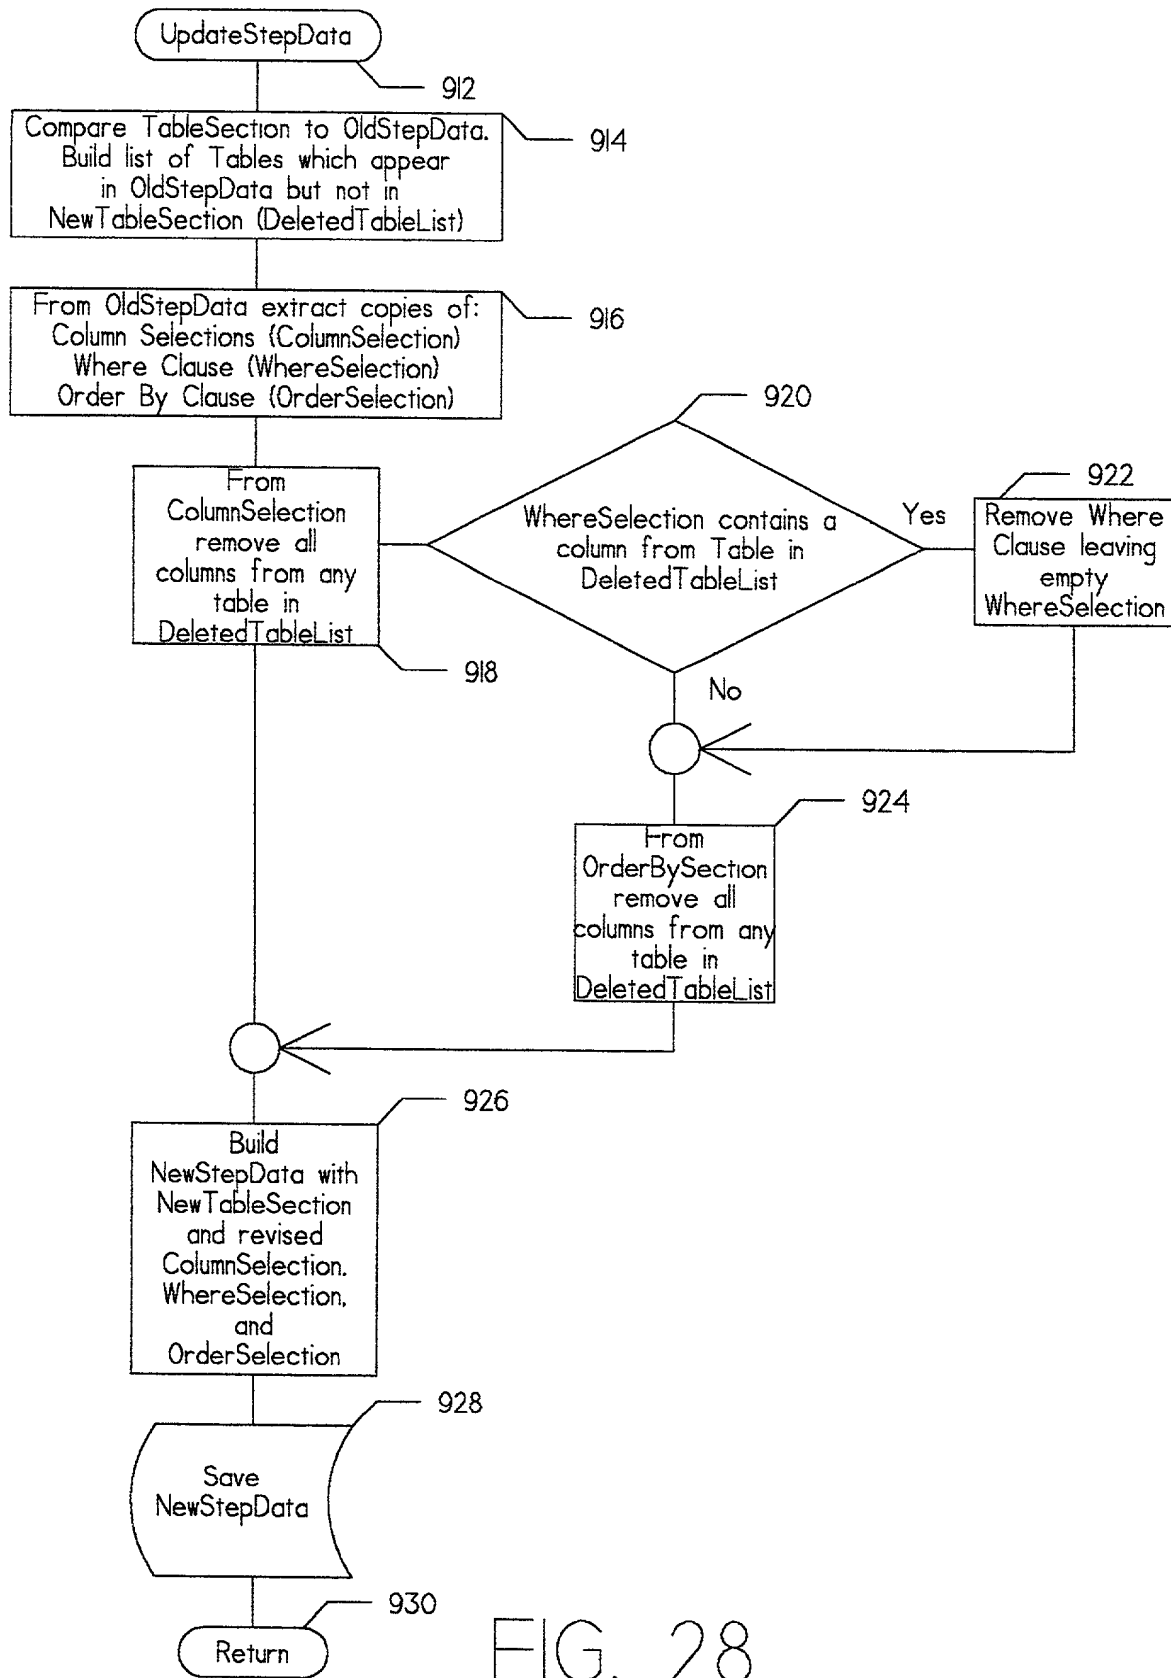 UpdateStepData
912
Compare TableSection to OldStepData.
Build list of Tables which appear
in OldStepData but not in
NewTableSection (DeletedTableList)
914
From OldStepData extract copies of:
Column Selections (ColumnSelection)
Where Clause (WhereSelection)
Order By Clause (OrderSelection)
916
From
ColumnSelection
remove all
columns from any
table in
DeletedTableList
918
920
WhereSelection contains a
column from Table in
DeletedTableList
Yes
922
Remove Where
Clause leaving
empty
WhereSelection
No
924
From
OrderBySection
remove all
columns from any
table in
DeletedTableList
926
Build
NewStepData with
NewTableSection
and revised
ColumnSelection.
WhereSelection,
and
OrderSelection
928
Save
NewStepData
930
Return
FIG. 28